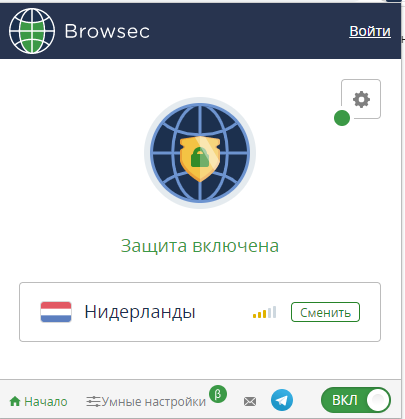 Browsec
Войти
Защита включена
Нидерланды
Сменить
Начало
Умные настройки
β
ВКЛ